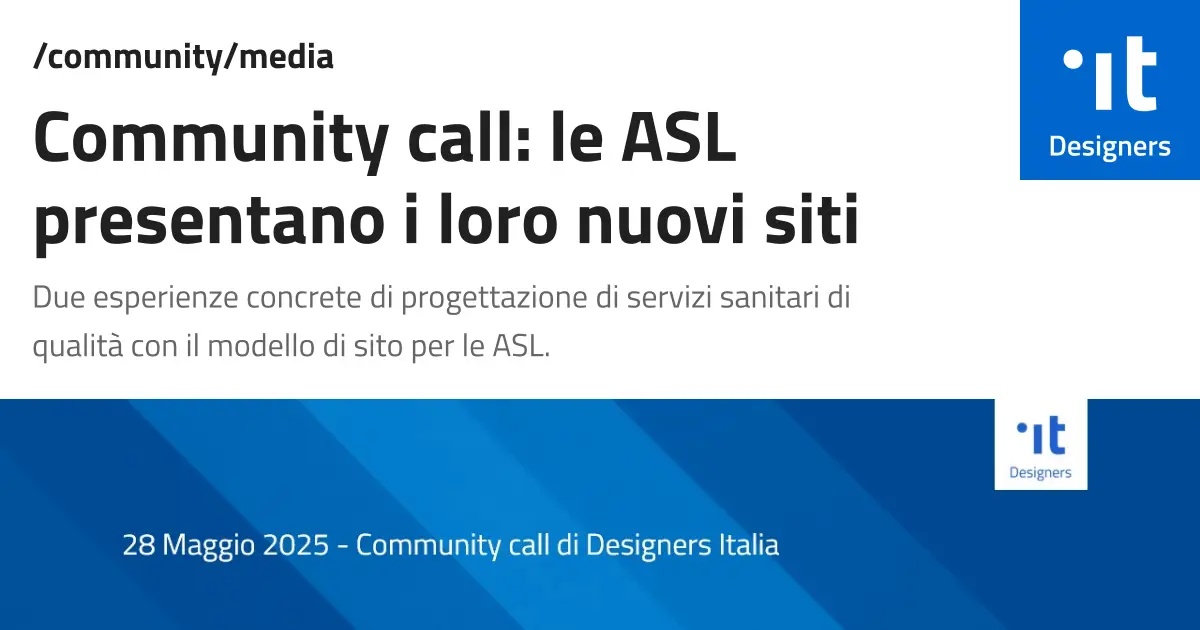 /community/media
Community call: le ASL
presentano i loro nuovi siti
Due esperienze concrete di progettazione di servizi sanitari di
qualità con il modello di sito per le ASL.
it
Designers
it
Designers
28 Maggio 2025 - Community call di Designers Italia